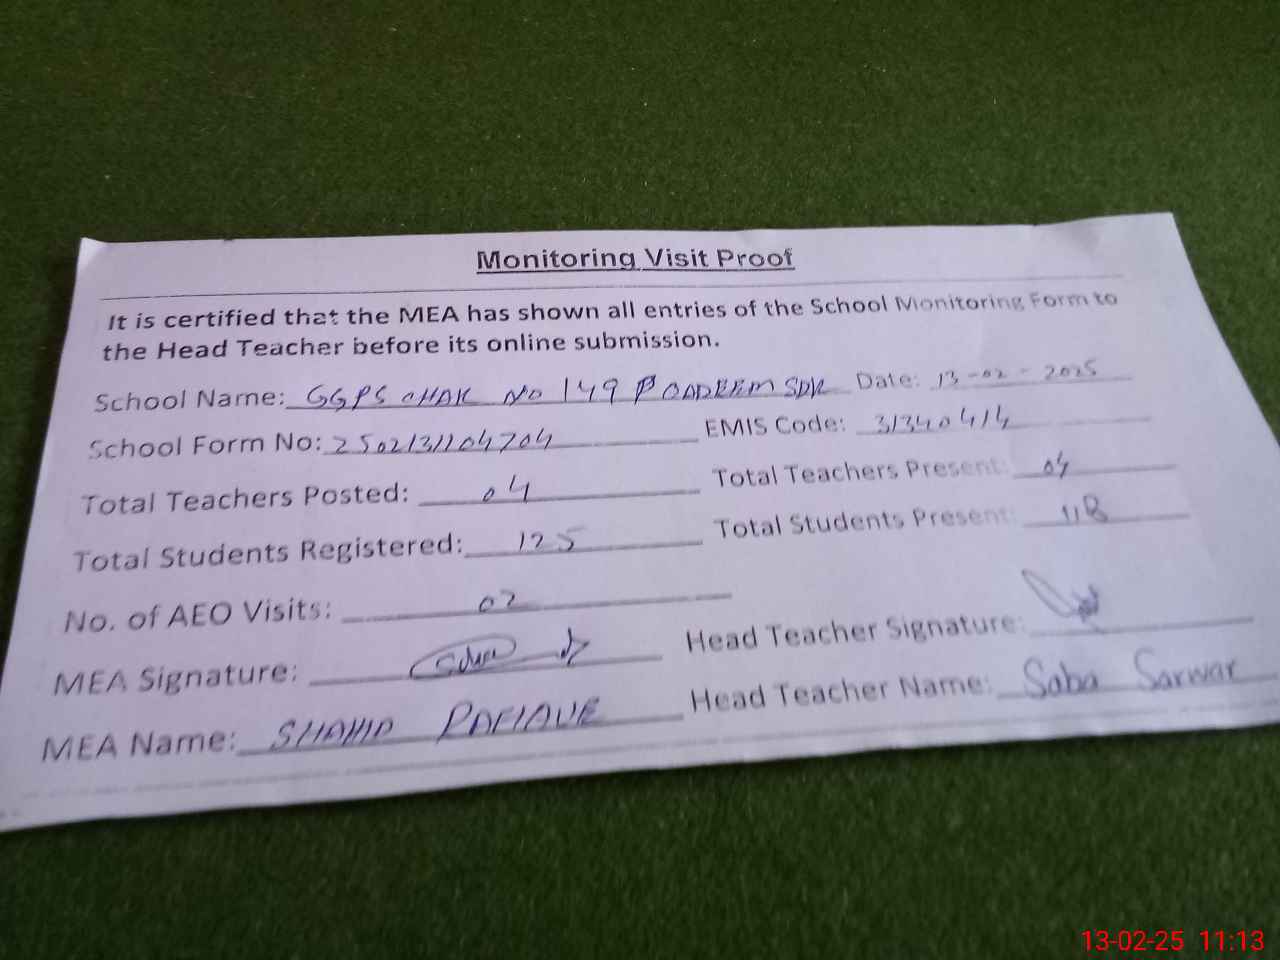 Monitoring Visit Proof
It is certified that the MEA has shown all entries of the School Monitoring Form to
the Head Teacher before its online submission.
School Name: GGPS CHAK No 149 P SDK Date: 13-02-2025
School Form No: 2502131104704 EMIS Code: 31340414
Total Teachers Posted: 04 Total Teachers Present: 04
Total Students Registered: 125 Total Students Present: 118
No. of AEO Visits: 02
MEA Signature: Head Teacher Signature:
MEA Name: SHAHID RAFIQUE Head Teacher Name: Saba Sarwar
13-02-25 11:13